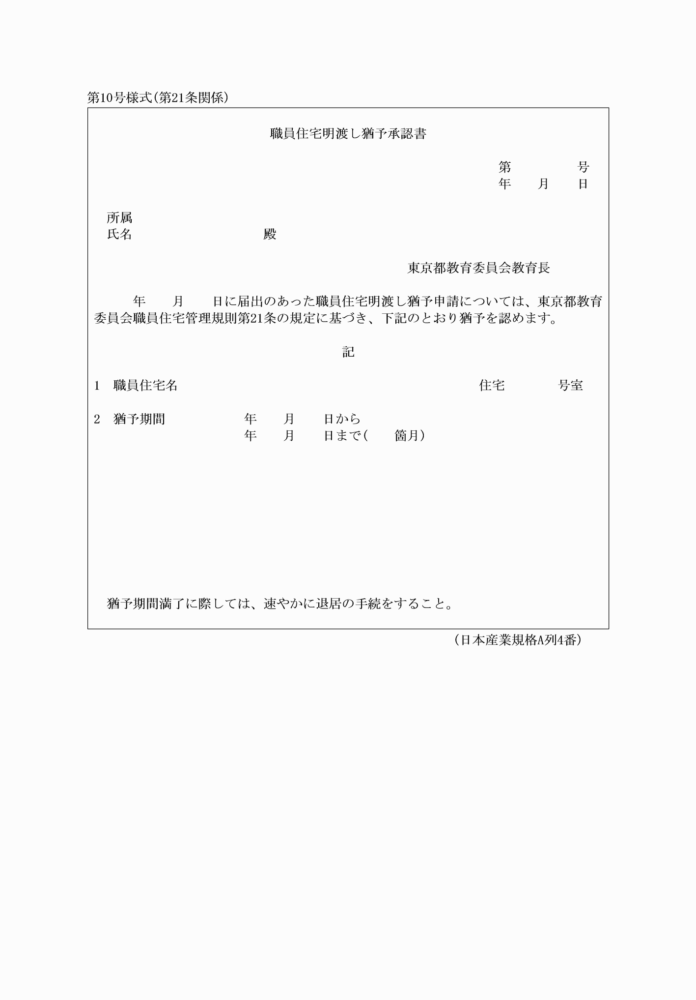 第10号様式(第21条関係)
職員住宅明渡し猶予承認書
第　　　　　号
年　　月　　日
所属
氏名　　　　　　　　　　殿
東京都教育委員会教育長
年　　月　　日に届出のあった職員住宅明渡し猶予申請については、東京都教育
委員会職員住宅管理規則第21条の規定に基づき、下記のとおり猶予を認めます。
記
1　職員住宅名　　　　　　　　　　　　　　　　　　　　　　　住宅　　　　号室
2　猶予期間　　　　　　年　　月　　日から
年　　月　　日まで(　　箇月)
猶予期間満了に際しては、速やかに退居の手続をすること。
(日本産業規格A列4番)